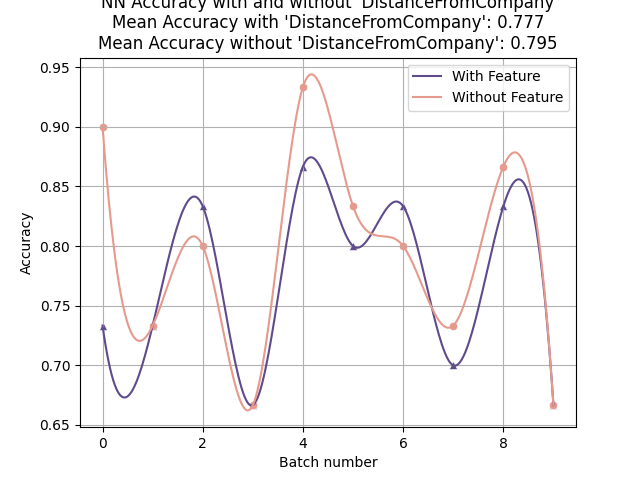 NN Accuracy with and without 'DistanceFromCompany'
Mean Accuracy with 'DistanceFromCompany': 0.777
Mean Accuracy without 'DistanceFromCompany': 0.795
With Feature
Without Feature
0.95
0.90
0.85
0.80
0.75
0.70
0.65
Accuracy
0 2 4 6 8
Batch number